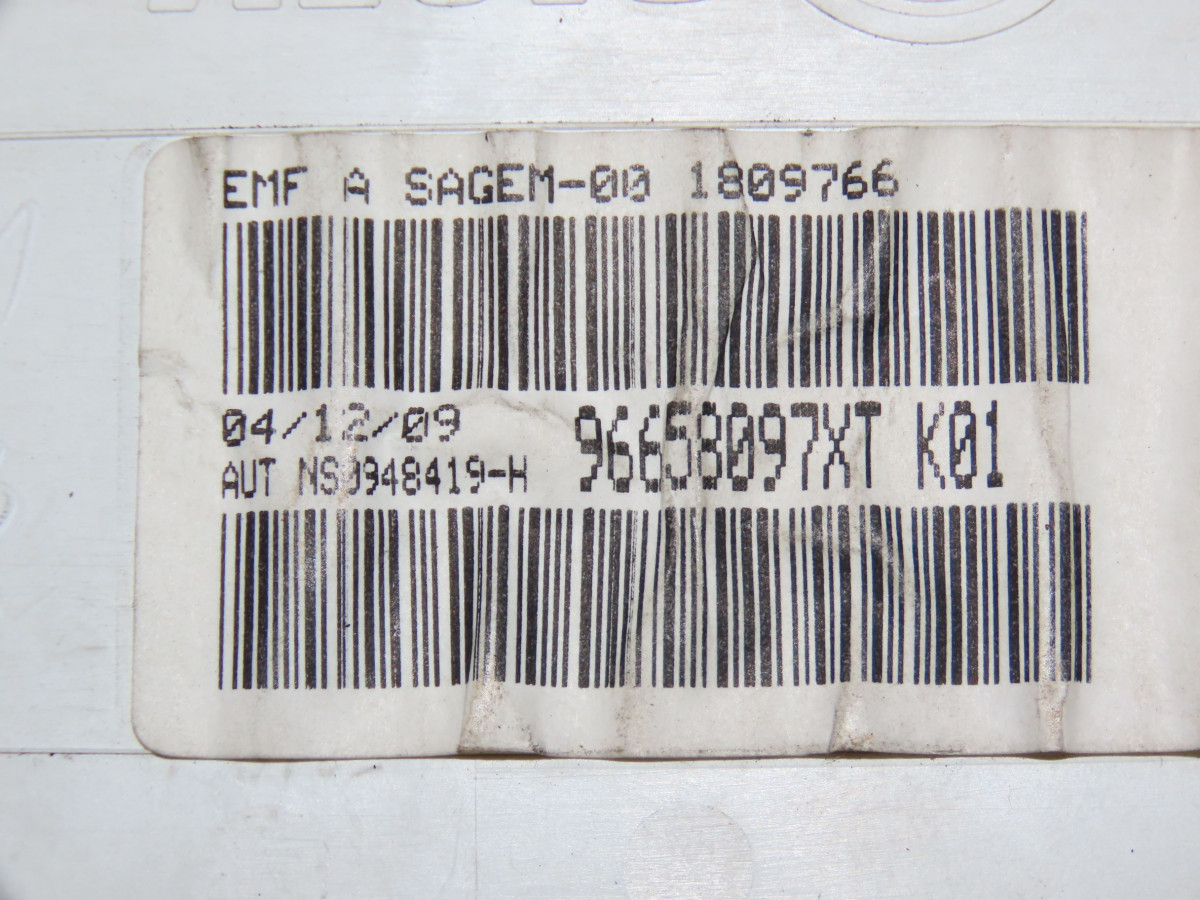 EMF A SAGEM-00 1809766
04/12/09
AUT NS0948419-H
96658097XT K01